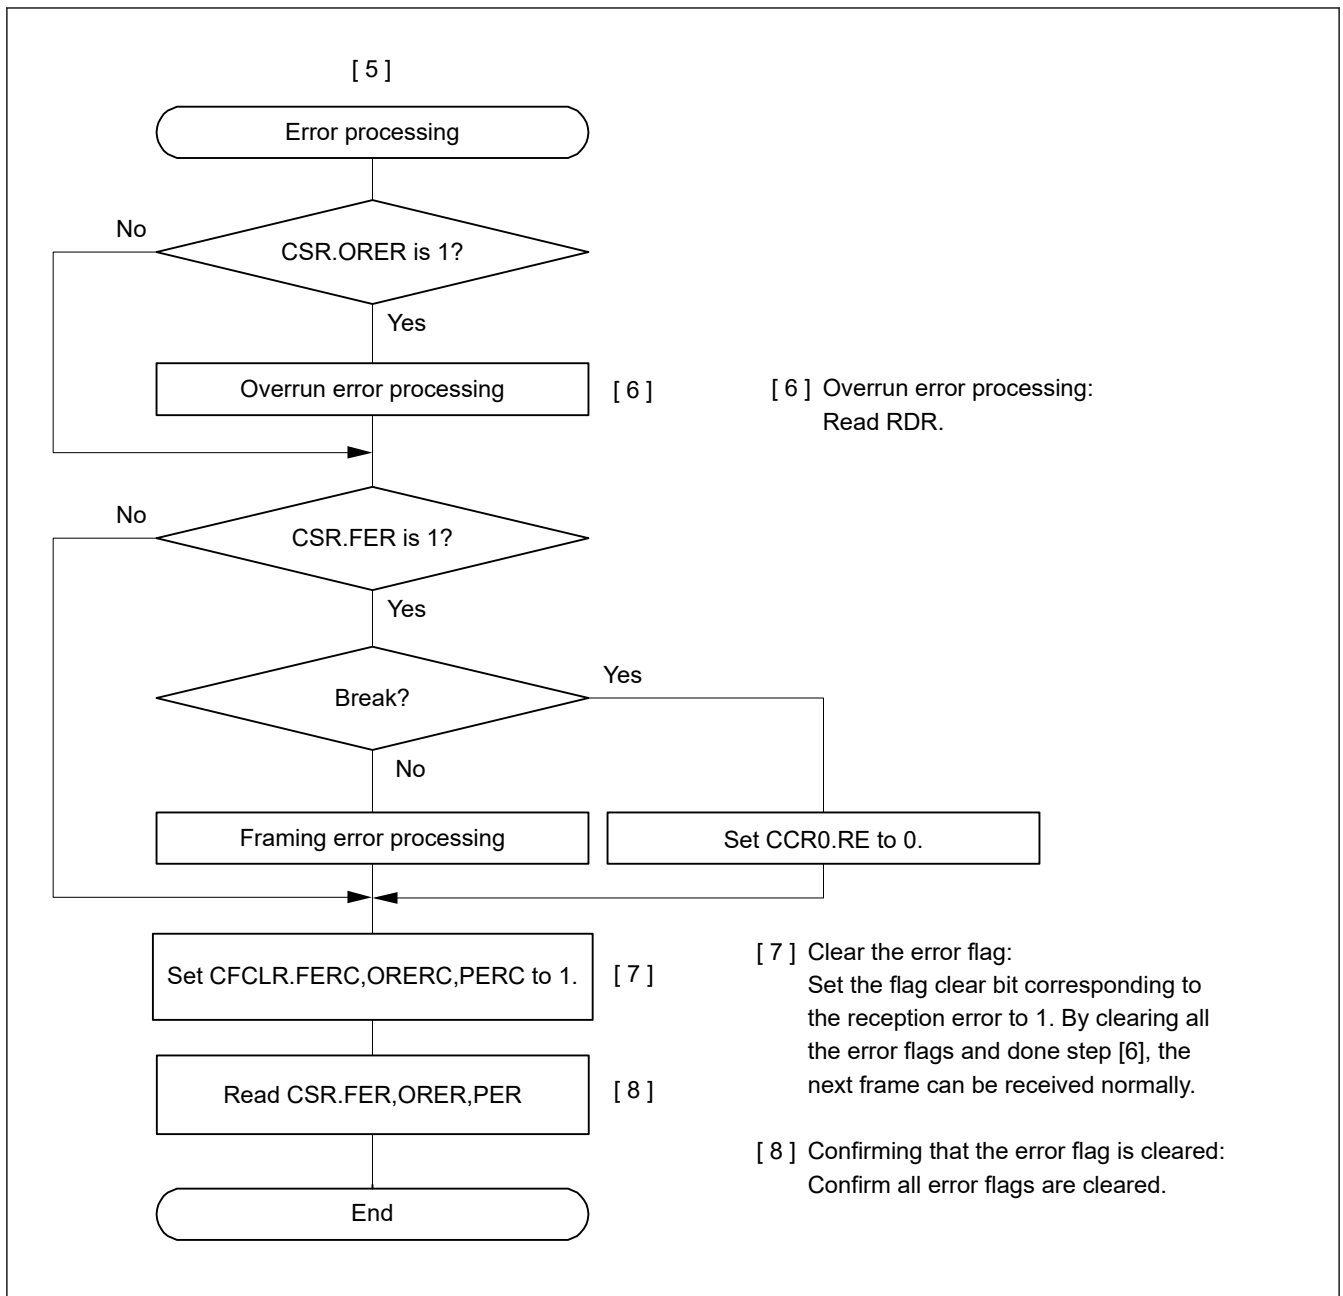 [ 5 ]
Error processing
No
CSR.ORER is 1?
Yes
Overrun error processing
[ 6 ]
[ 6 ] Overrun error processing:
Read RDR.
No
CSR.FER is 1?
Yes
Break?
Yes
No
Framing error processing
Set CCR0.RE to 0.
Set CFCLR.FERC,ORERC,PERC to 1.
[ 7 ]
[ 7 ] Clear the error flag:
Set the flag clear bit corresponding to
the reception error to 1. By clearing all
the error flags and done step [6], the
next frame can be received normally.
Read CSR.FER,ORER,PER
[ 8 ]
[ 8 ] Confirming that the error flag is cleared:
Confirm all error flags are cleared.
End